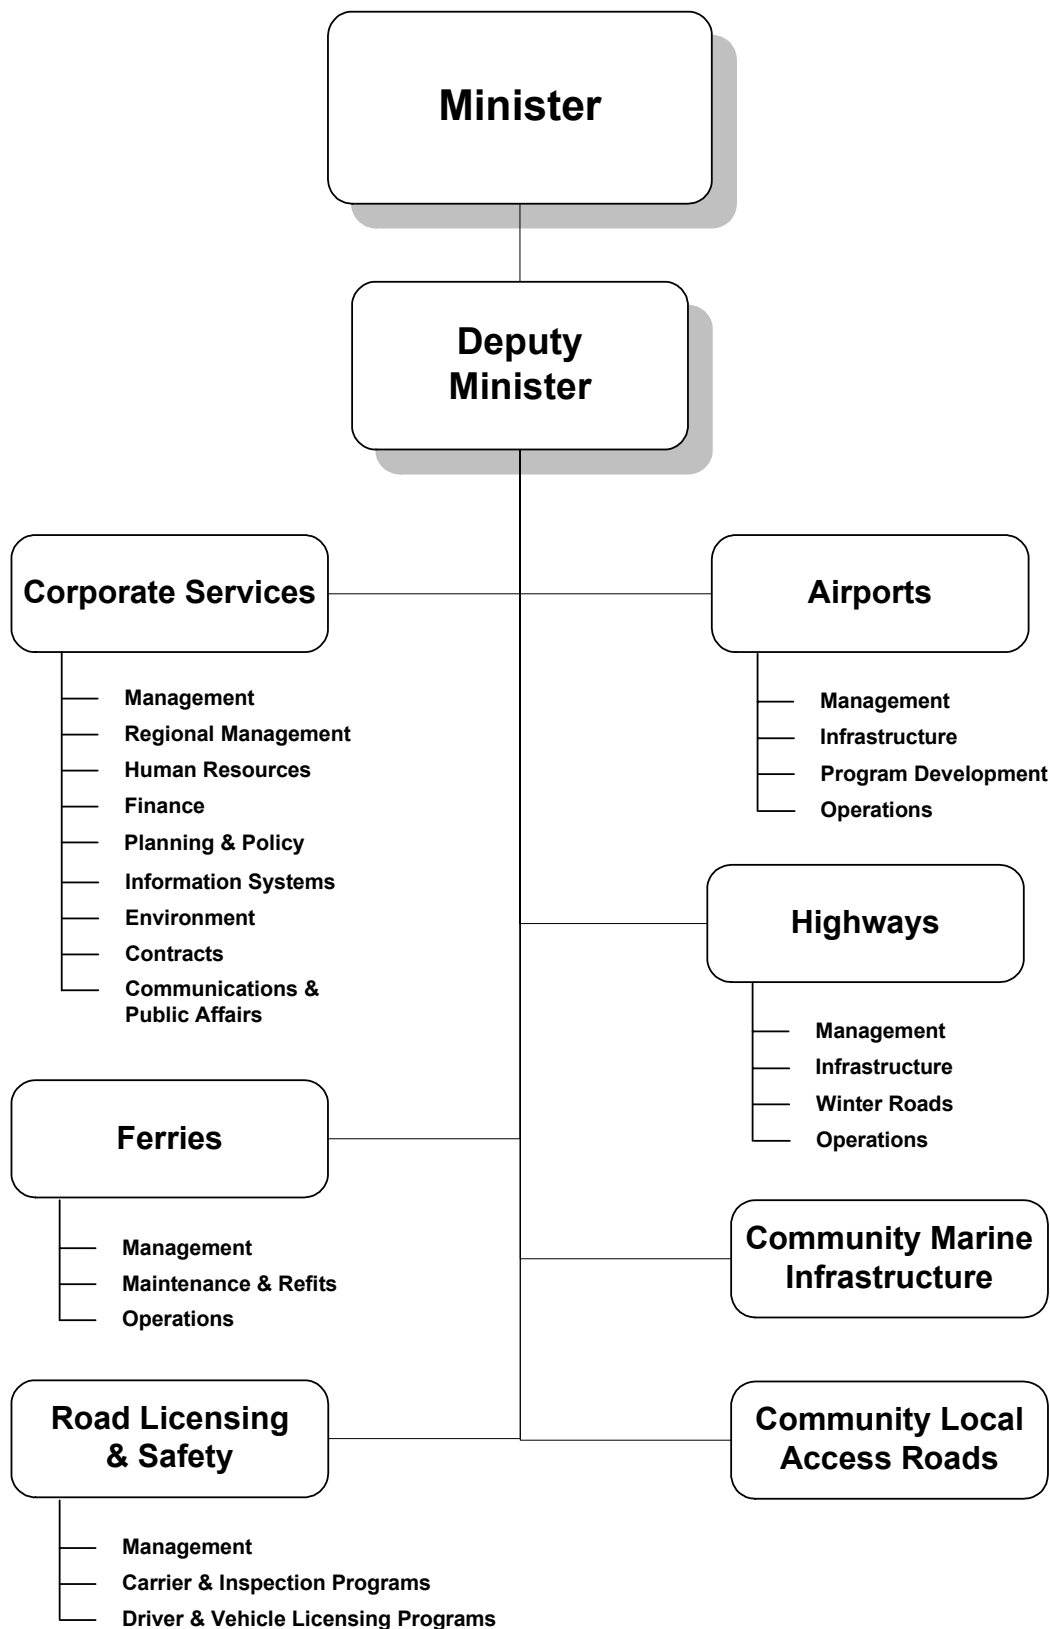 Minister
Deputy
Minister
Corporate Services
Management
Regional Management
Human Resources
Finance
Planning & Policy
Information Systems
Environment
Contracts
Communications &
Public Affairs
Airports
Management
Infrastructure
Program Development
Operations
Highways
Management
Infrastructure
Winter Roads
Operations
Ferries
Management
Maintenance & Refits
Operations
Community Marine
Infrastructure
Road Licensing
& Safety
Management
Carrier & Inspection Programs
Driver & Vehicle Licensing Programs
Community Local
Access Roads